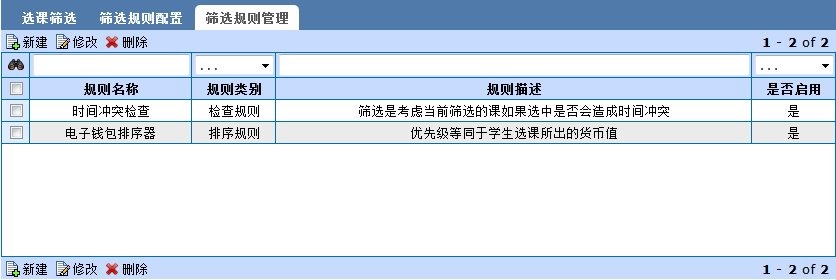 选课筛选 筛选规则配置 筛选规则管理
新建 修改 删除 1 - 2 of 2
... ...
规则名称 规则类别 规则描述 是否启用
时间冲突检查 检查规则 筛选是考虑当前筛选的课如果选中是否会造成时间冲突 是
电子钱包排序器 排序规则 优先级等同于学生选课所出的货币值 是
新建 修改 删除 1 - 2 of 2